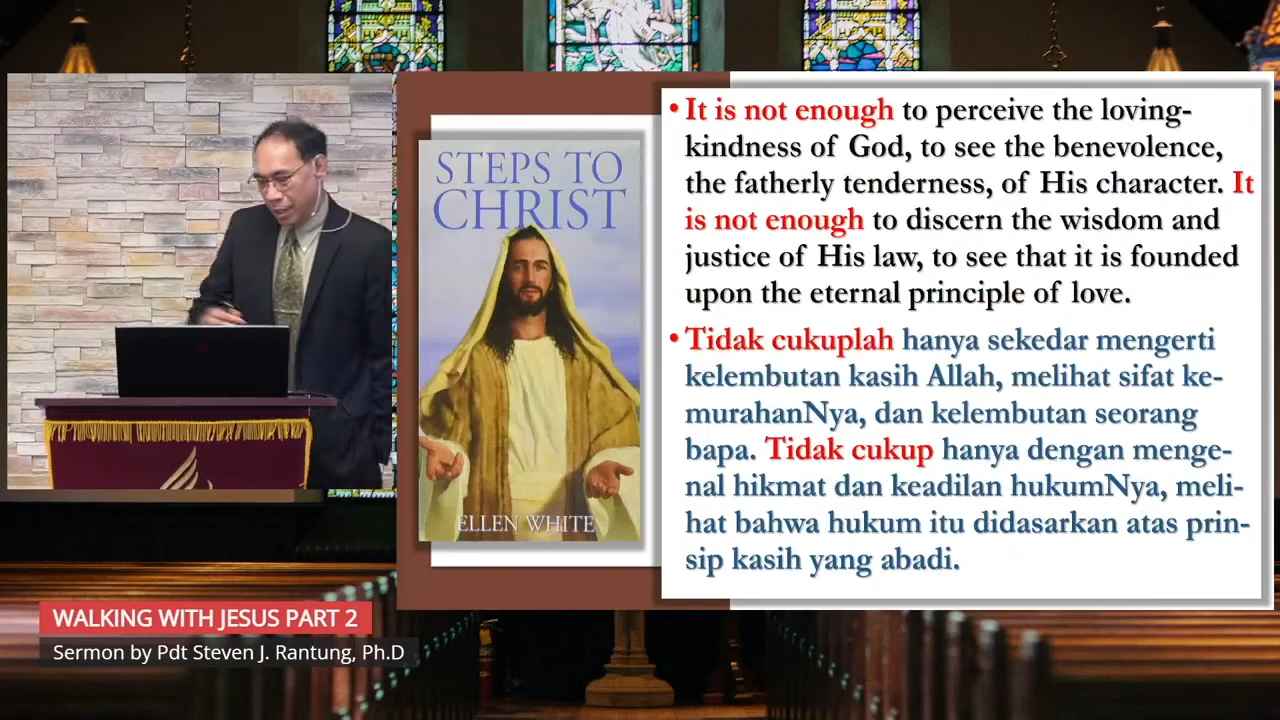 STEPS TO
CHRIST
ELLEN WHITE
• It is not enough to perceive the loving-
kindness of God, to see the benevolence,
the fatherly tenderness, of His character. It
is not enough to discern the wisdom and
justice of His law, to see that it is founded
upon the eternal principle of love.
• Tidak cukuplah hanya sekedar mengerti
kelembutan kasih Allah, melihat sifat ke-
murahanNya, dan kelembutan seorang
bapa. Tidak cukup hanya dengan menge-
nal hikmat dan keadilan hukumNya, meli-
hat bahwa hukum itu didasarkan atas prin-
sip kasih yang abadi.
WALKING WITH JESUS PART 2
Sermon by Pdt Steven J. Rantung, Ph.D